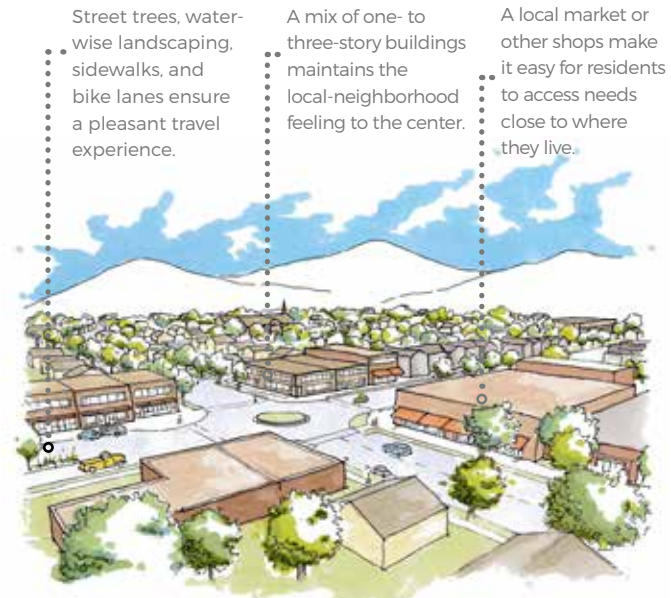 Street trees, water-
wise landscaping,
sidewalks, and
bike lanes ensure
a pleasant travel
experience.
A mix of one- to
three-story buildings
maintains the
local-neighborhood
feeling to the center.
A local market or
other shops make
it easy for residents
to access needs
close to where
they live.